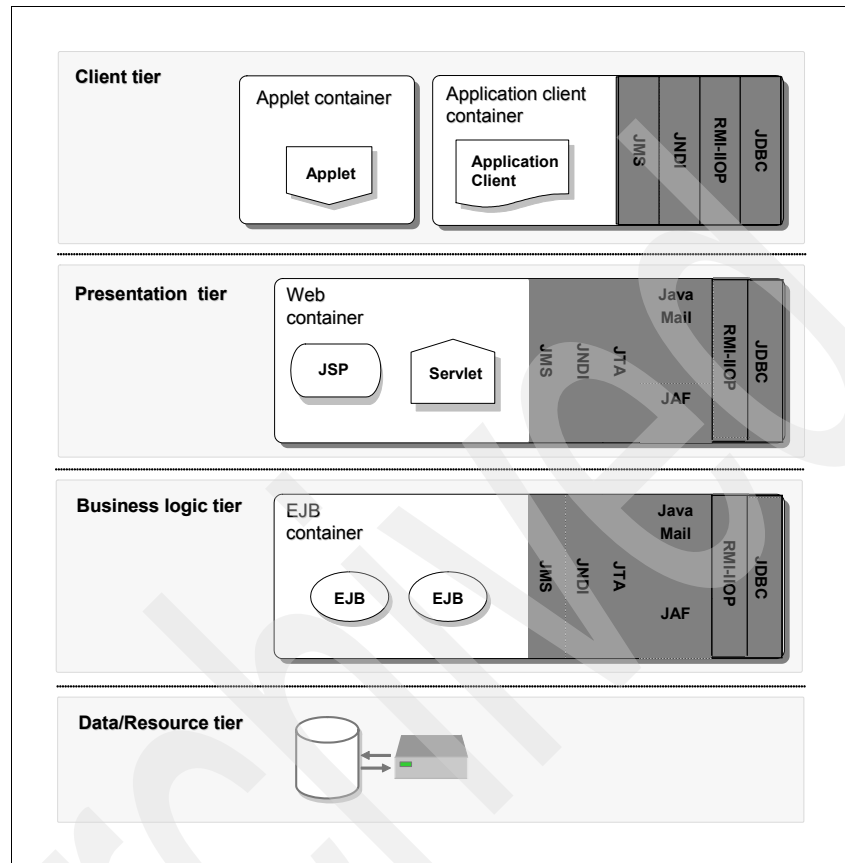 Client tier
Applet container
Applet
Application client
container
Application
Client
JMS
JNDI
RMI-IIOP
JDBC
Presentation tier
Web
container
JSP
Servlet
JMS
JNDI
JTA
Java
Mail
JAF
RMI-IIOP
JDBC
Business logic tier
EJB
container
EJB
EJB
JMS
JNDI
JTA
Java
Mail
JAF
RMI-IIOP
JDBC
Data/Resource tier
rchived